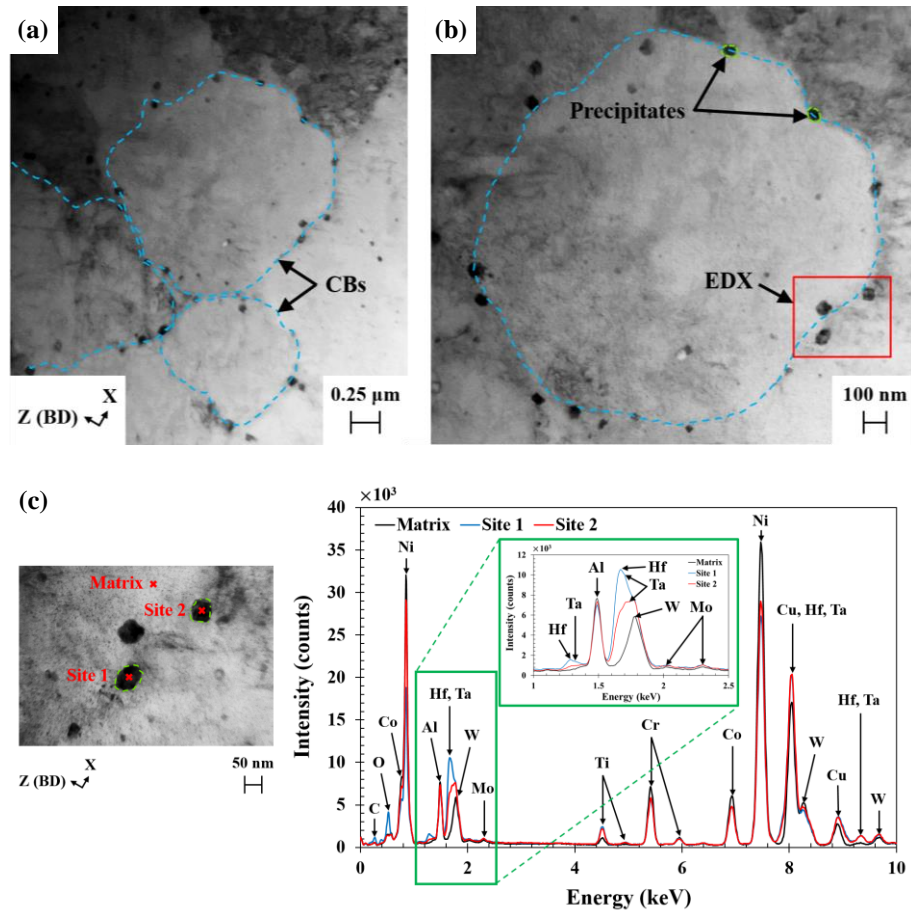 (a)
CBs
X
Z (BD)
0.25 μm
(b)
Precipitates
EDX
X
Z (BD)
100 nm
(c)
Matrix
Site 2
Site 1
X
Z (BD)
50 nm
×10³
40
35
30
25
20
15
10
5
0
Intensity (counts)
0
2
4
6
8
10
Energy (keV)
Matrix
Site 1
Site 2
C
O
Co
Ni
Al
Hf, Ta
W
Mo
Ti
Cr
Co
Ni
Cu, Hf, Ta
W
Cu
Hf, Ta
W
×10³
12
10
8
6
4
2
0
Intensity (counts)
1
1.5
2
2.5
Energy (keV)
Matrix
Site 1
Site 2
Hf
Ta
Al
Hf
Ta
W
Mo